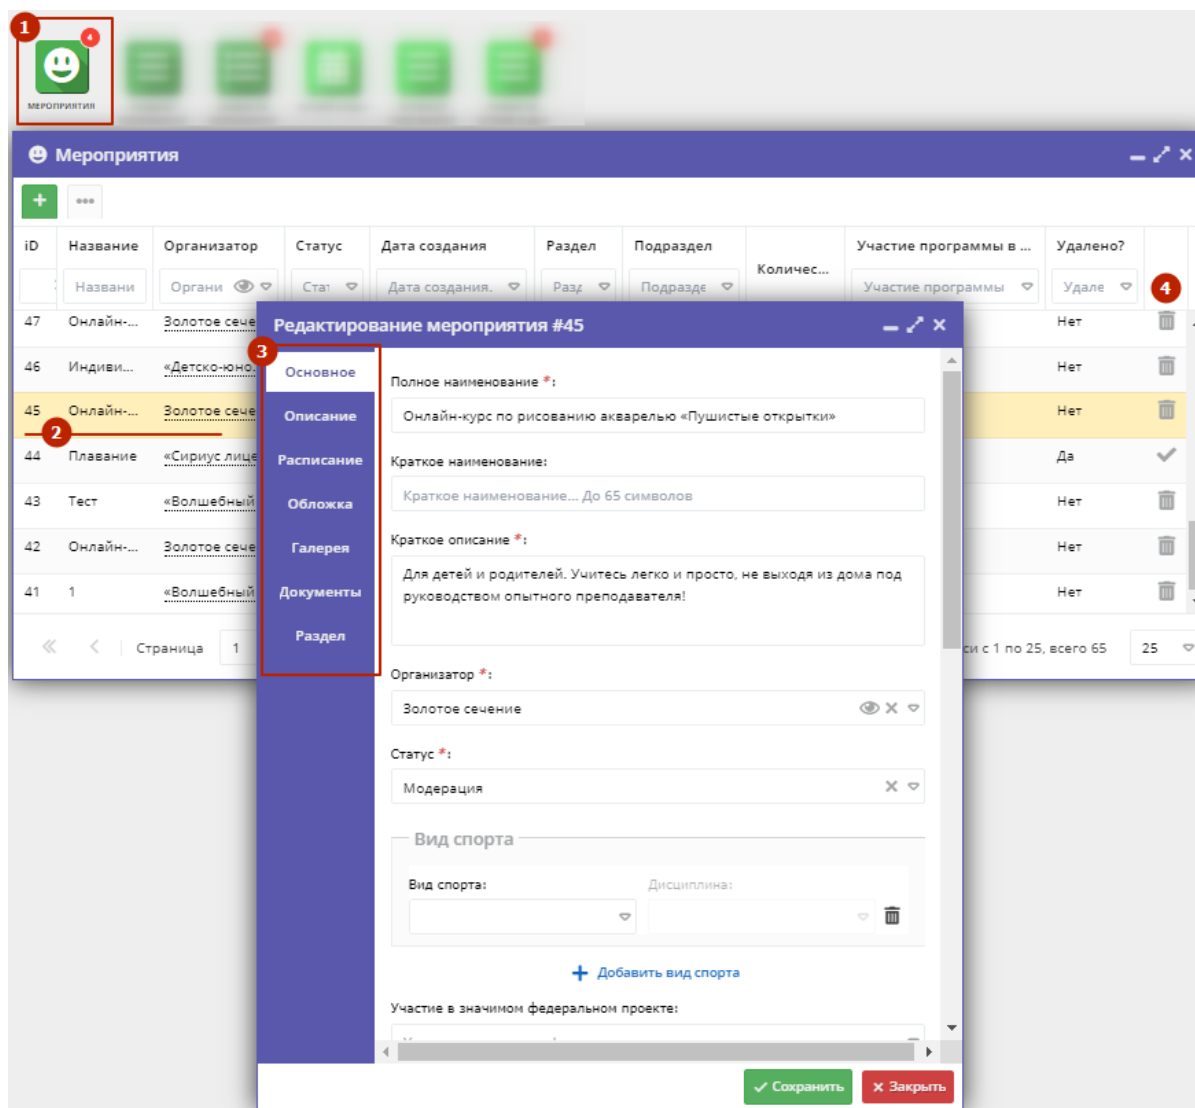 1
4
МЕРОПРИЯТИЯ
Мероприятия
iD Название Организатор Статус Дата создания Раздел Подраздел Количес... Участие программы в ... Удалено?
Названи Органи Стат Дата создания. Разд Подразде Участие программы Удале 4
47 Онлайн-... Золотое сече Нет
46 Индиви... «Детско-юно. Нет
45 Онлайн-... Золотое сече Нет
2
44 Плавание «Сириус лице Да
43 Тест «Волшебный Нет
42 Онлайн-... Золотое сече Нет
41 1 «Волшебный Нет
Страница 1 си с 1 по 25, всего 65 25
Редактирование мероприятия #45
3
Основное
Описание
Расписание
Обложка
Галерея
Документы
Раздел
Полное наименование *:
Онлайн-курс по рисованию акварелью «Пушистые открытки»
Краткое наименование:
Краткое наименование... До 65 символов
Краткое описание *:
Для детей и родителей. Учитесь легко и просто, не выходя из дома под
руководством опытного преподавателя!
Организатор *:
Золотое сечение
Статус *:
Модерация
Вид спорта
Вид спорта: Дисциплина:
Добавить вид спорта
Участие в значимом федеральном проекте:
Сохранить Закрыть